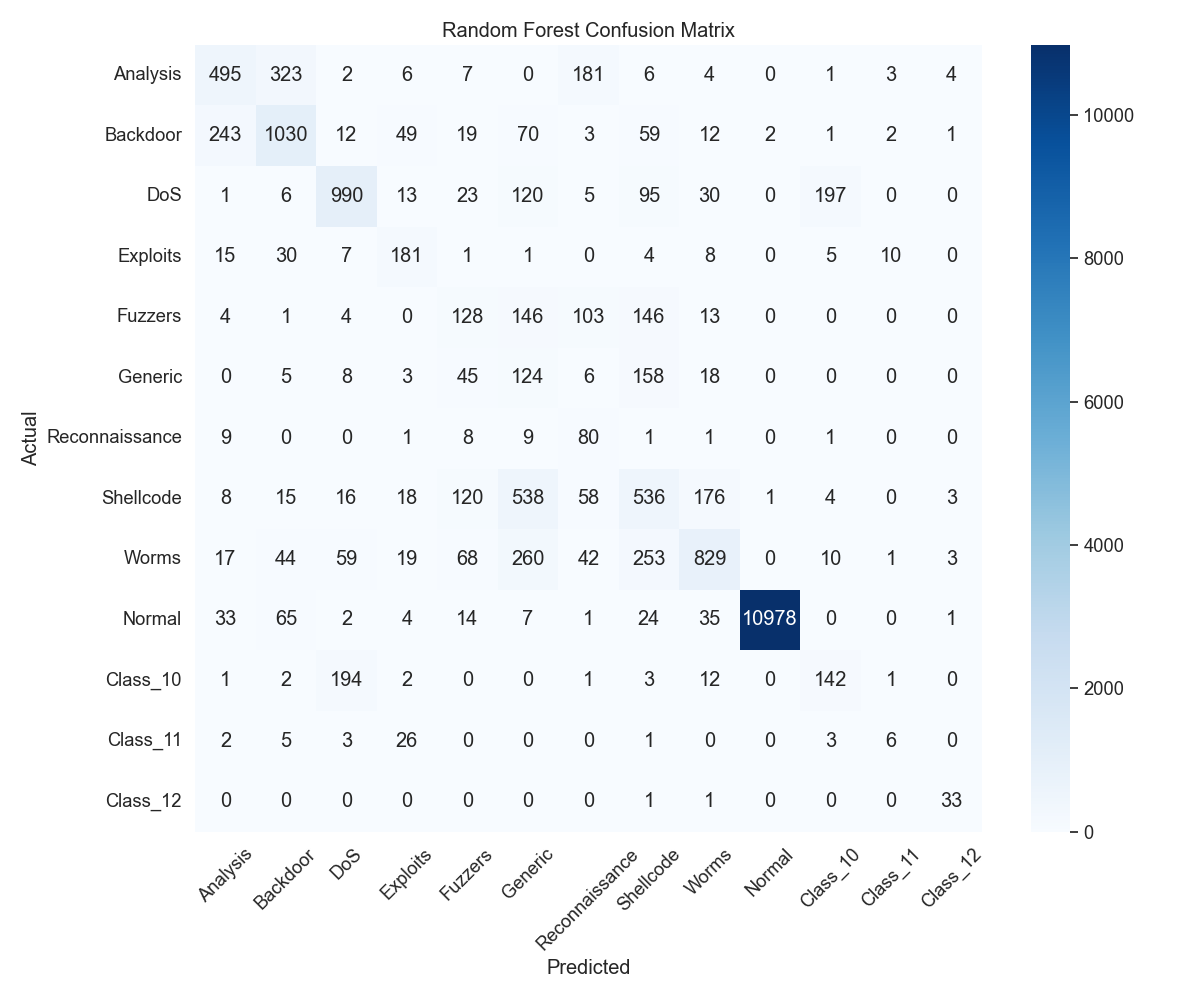 Random Forest Confusion Matrix
Analysis 495 323 2 6 7 0 181 6 4 0 1 3 4
Backdoor 243 1030 12 49 19 70 3 59 12 2 1 2 1
DoS 1 6 990 13 23 120 5 95 30 0 197 0 0
Exploits 15 30 7 181 1 1 0 4 8 0 5 10 0
Fuzzers 4 1 4 0 128 146 103 146 13 0 0 0 0
Generic 0 5 8 3 45 124 6 158 18 0 0 0 0
Reconnaissance 9 0 0 1 8 9 80 1 1 0 1 0 0
Shellcode 8 15 16 18 120 538 58 536 176 1 4 0 3
Worms 17 44 59 19 68 260 42 253 829 0 10 1 3
Normal 33 65 2 4 14 7 1 24 35 10978 0 0 1
Class_10 1 2 194 2 0 0 1 3 12 0 142 1 0
Class_11 2 5 3 26 0 0 0 1 0 0 3 6 0
Class_12 0 0 0 0 0 0 0 1 1 0 0 0 33
Analysis Backdoor DoS Exploits Fuzzers Generic Reconnaissance Shellcode Worms Normal Class_10 Class_11 Class_12
Predicted
Actual
10000
8000
6000
4000
2000
0